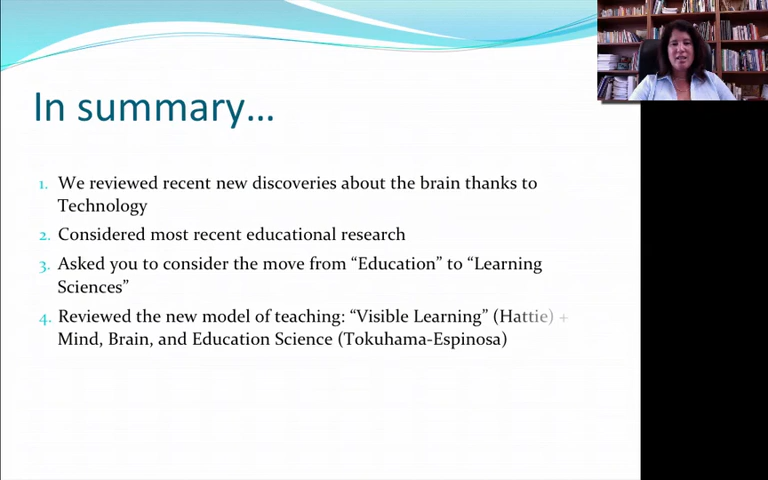 In summary…
1. We reviewed recent new discoveries about the brain thanks to
Technology
2. Considered most recent educational research
3. Asked you to consider the move from “Education” to “Learning
Sciences”
4. Reviewed the new model of teaching: “Visible Learning” (Hattie) +
Mind, Brain, and Education Science (Tokuhama-Espinosa)